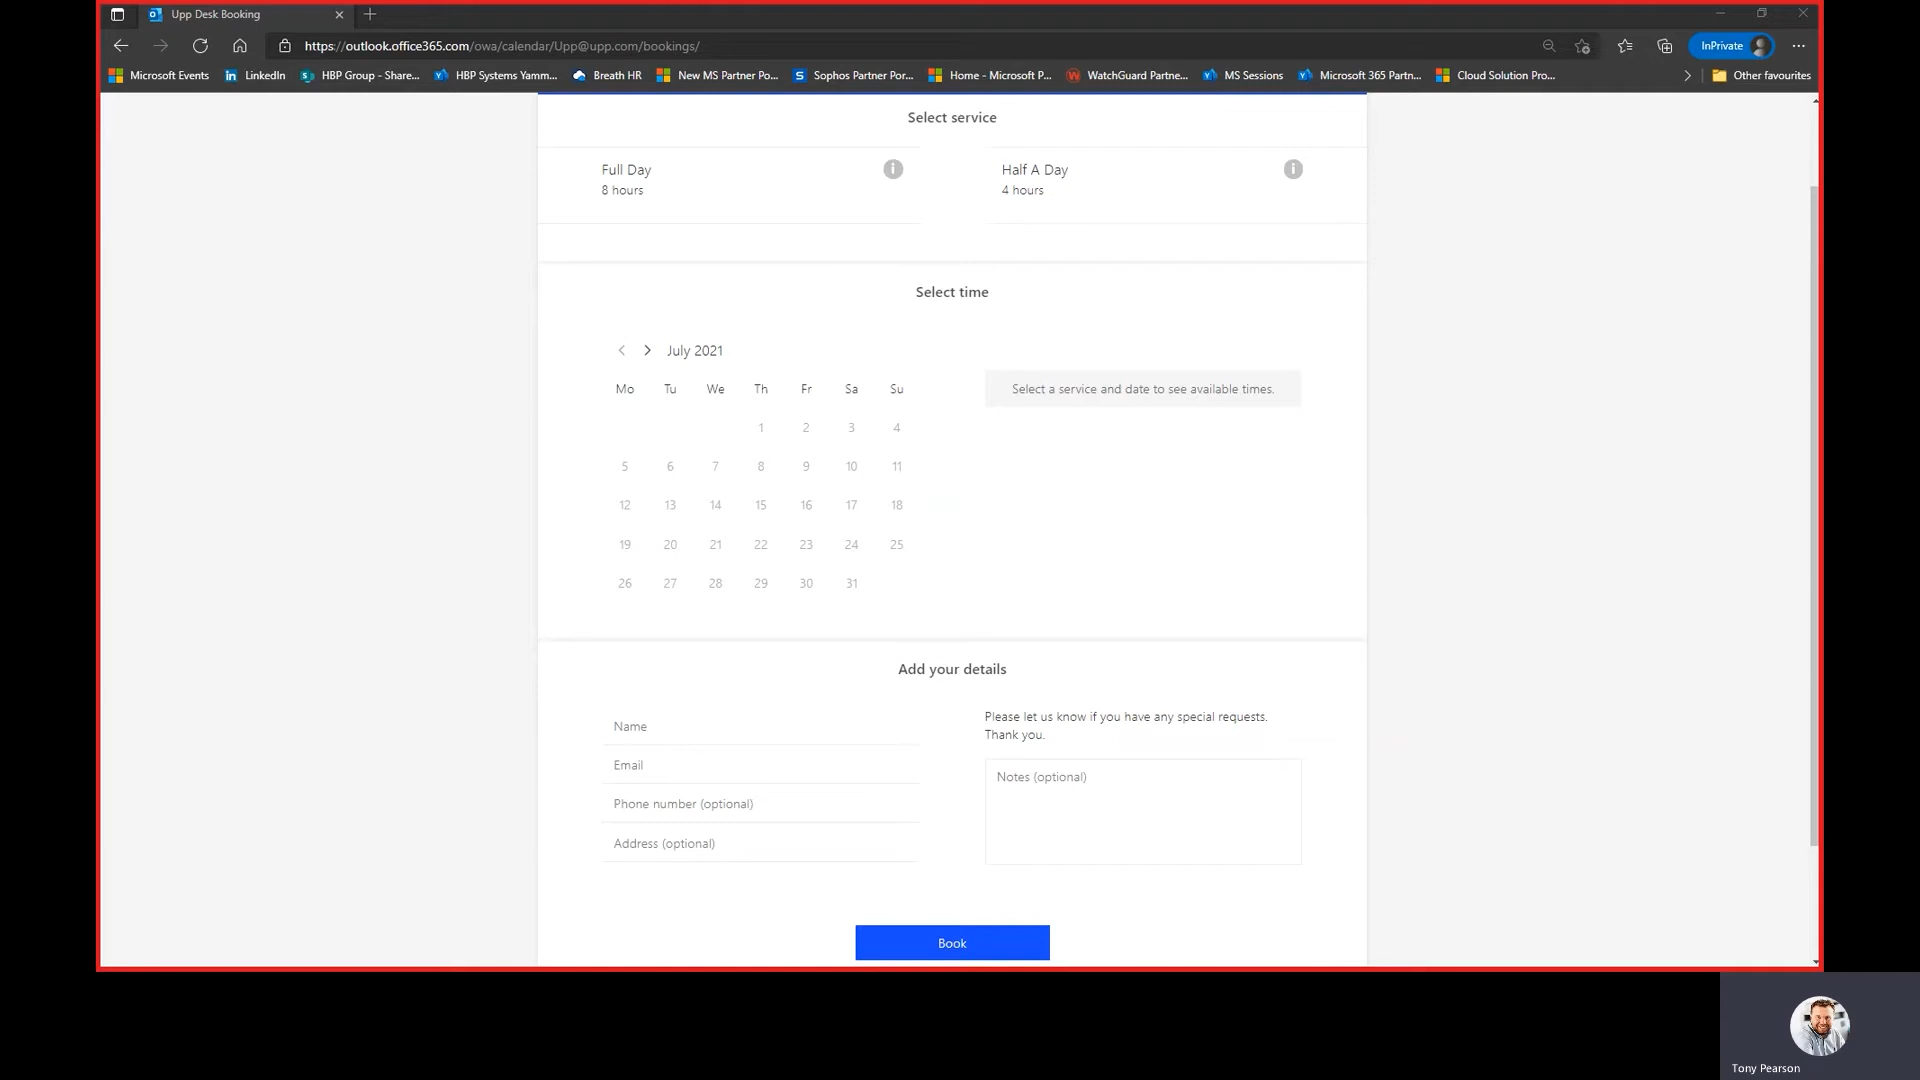 Upp Desk Booking
https://outlook.office365.com/owa/calendar/Upp@upp.com/bookings/
InPrivate
Microsoft Events
LinkedIn
HBP Group - Share...
HBP Systems Yamm...
Breath HR
New MS Partner Po...
Sophos Partner Por...
Home - Microsoft P...
WatchGuard Partne...
MS Sessions
Microsoft 365 Partn...
Cloud Solution Pro...
Other favourites
Select service
Full Day
8 hours
Half A Day
4 hours
Select time
July 2021
Mo Tu We Th Fr Sa Su
1 2 3 4
5 6 7 8 9 10 11
12 13 14 15 16 17 18
19 20 21 22 23 24 25
26 27 28 29 30 31
Select a service and date to see available times.
Add your details
Name
Email
Phone number (optional)
Address (optional)
Please let us know if you have any special requests.
Thank you.
Notes (optional)
Book
Tony Pearson